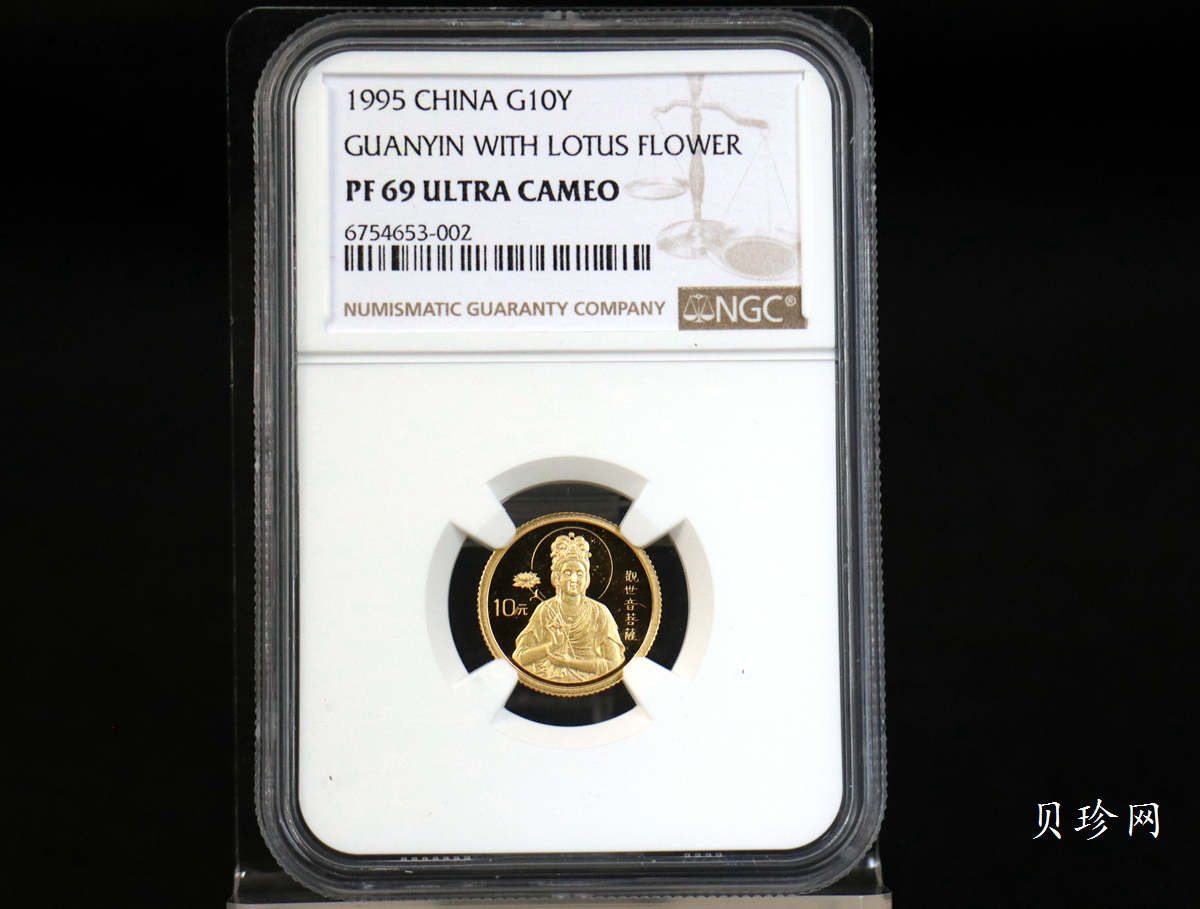 1995 CHINA G10Y
GUANYIN WITH LOTUS FLOWER
PF 69 ULTRA CAMEO
6754653-002
NUMISMATIC GUARANTY COMPANY
NGC®
10元
觀世音菩薩
贝珍网